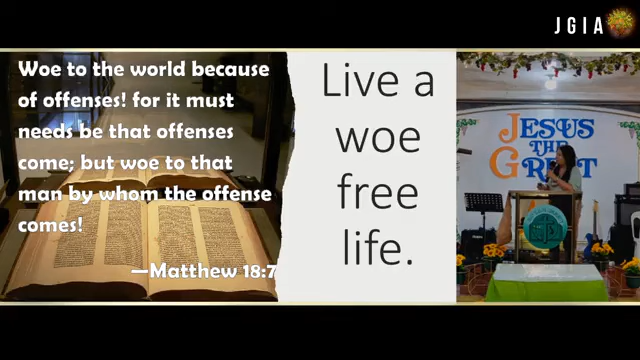 JGIA
Woe to the world because
of offenses! for it must
needs be that offenses
come; but woe to that
man by whom the offense
comes!
—Matthew 18:7
Live a
woe
free
life.
JESUS
THE
GREAT